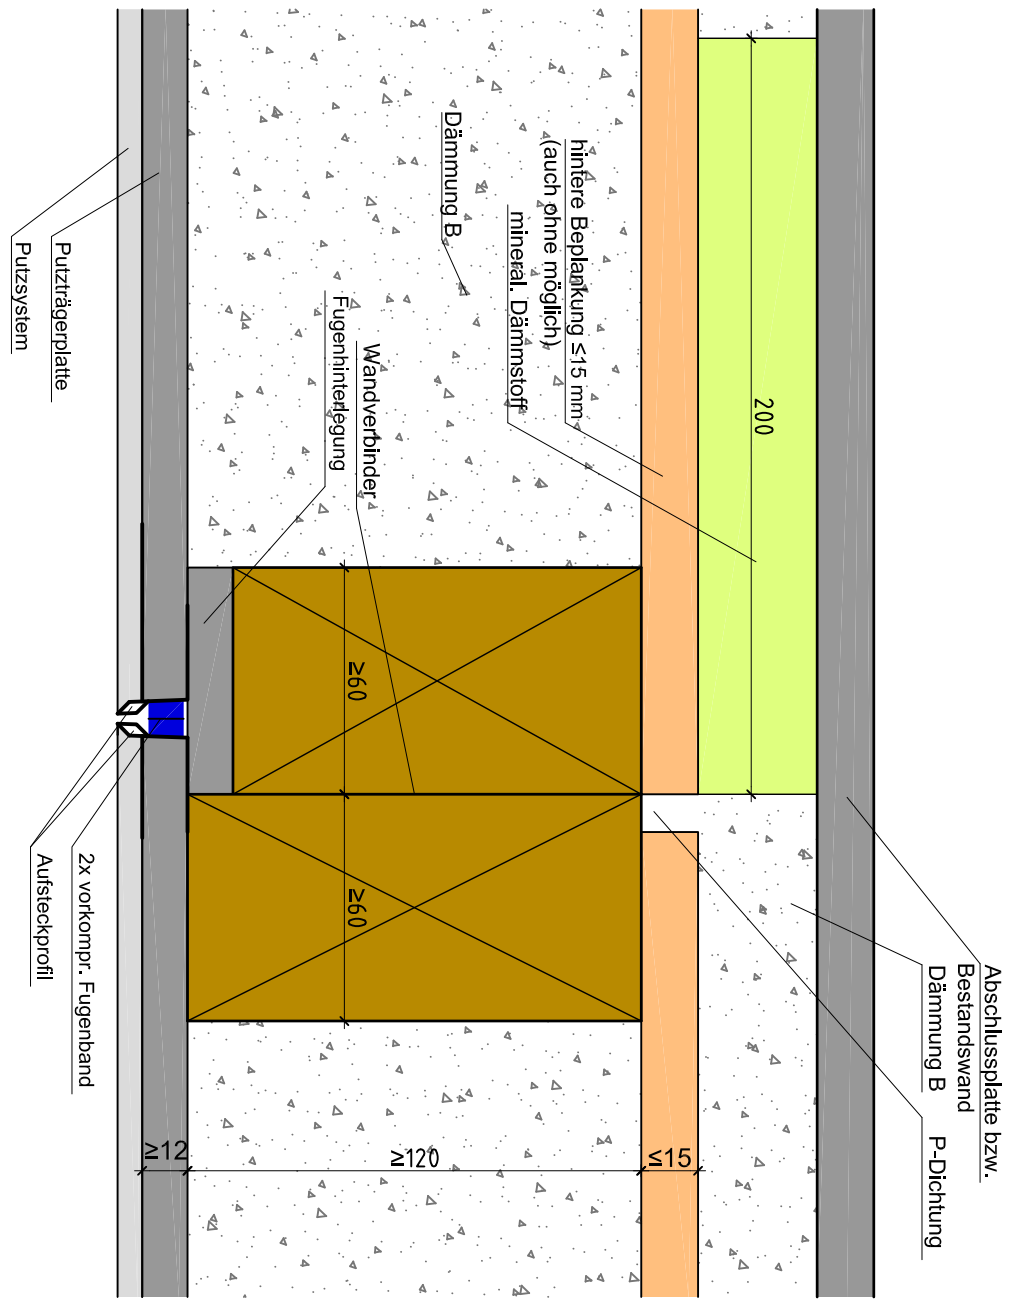 Abschlussplatte bzw.
Bestandswand
Dämmung B
P-Dichtung
hintere Beplankung ≤15 mm
(auch ohne möglich)
mineral. Dämmstoff
Dämmung B
Wandverbinder
Fugenhinterlegung
200
≥60
≥60
≥12
≥120
≤15
Putzträgerplatte
Putzsystem
2x vorkompr. Fugenband
Aufsteckprofil